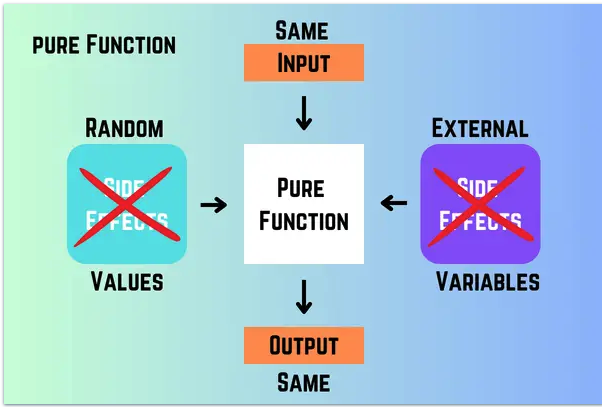 pure Function
Same
Input
Random
Side
Effects
Values
Pure
Function
External
Side
Effects
Variables
Output
Same